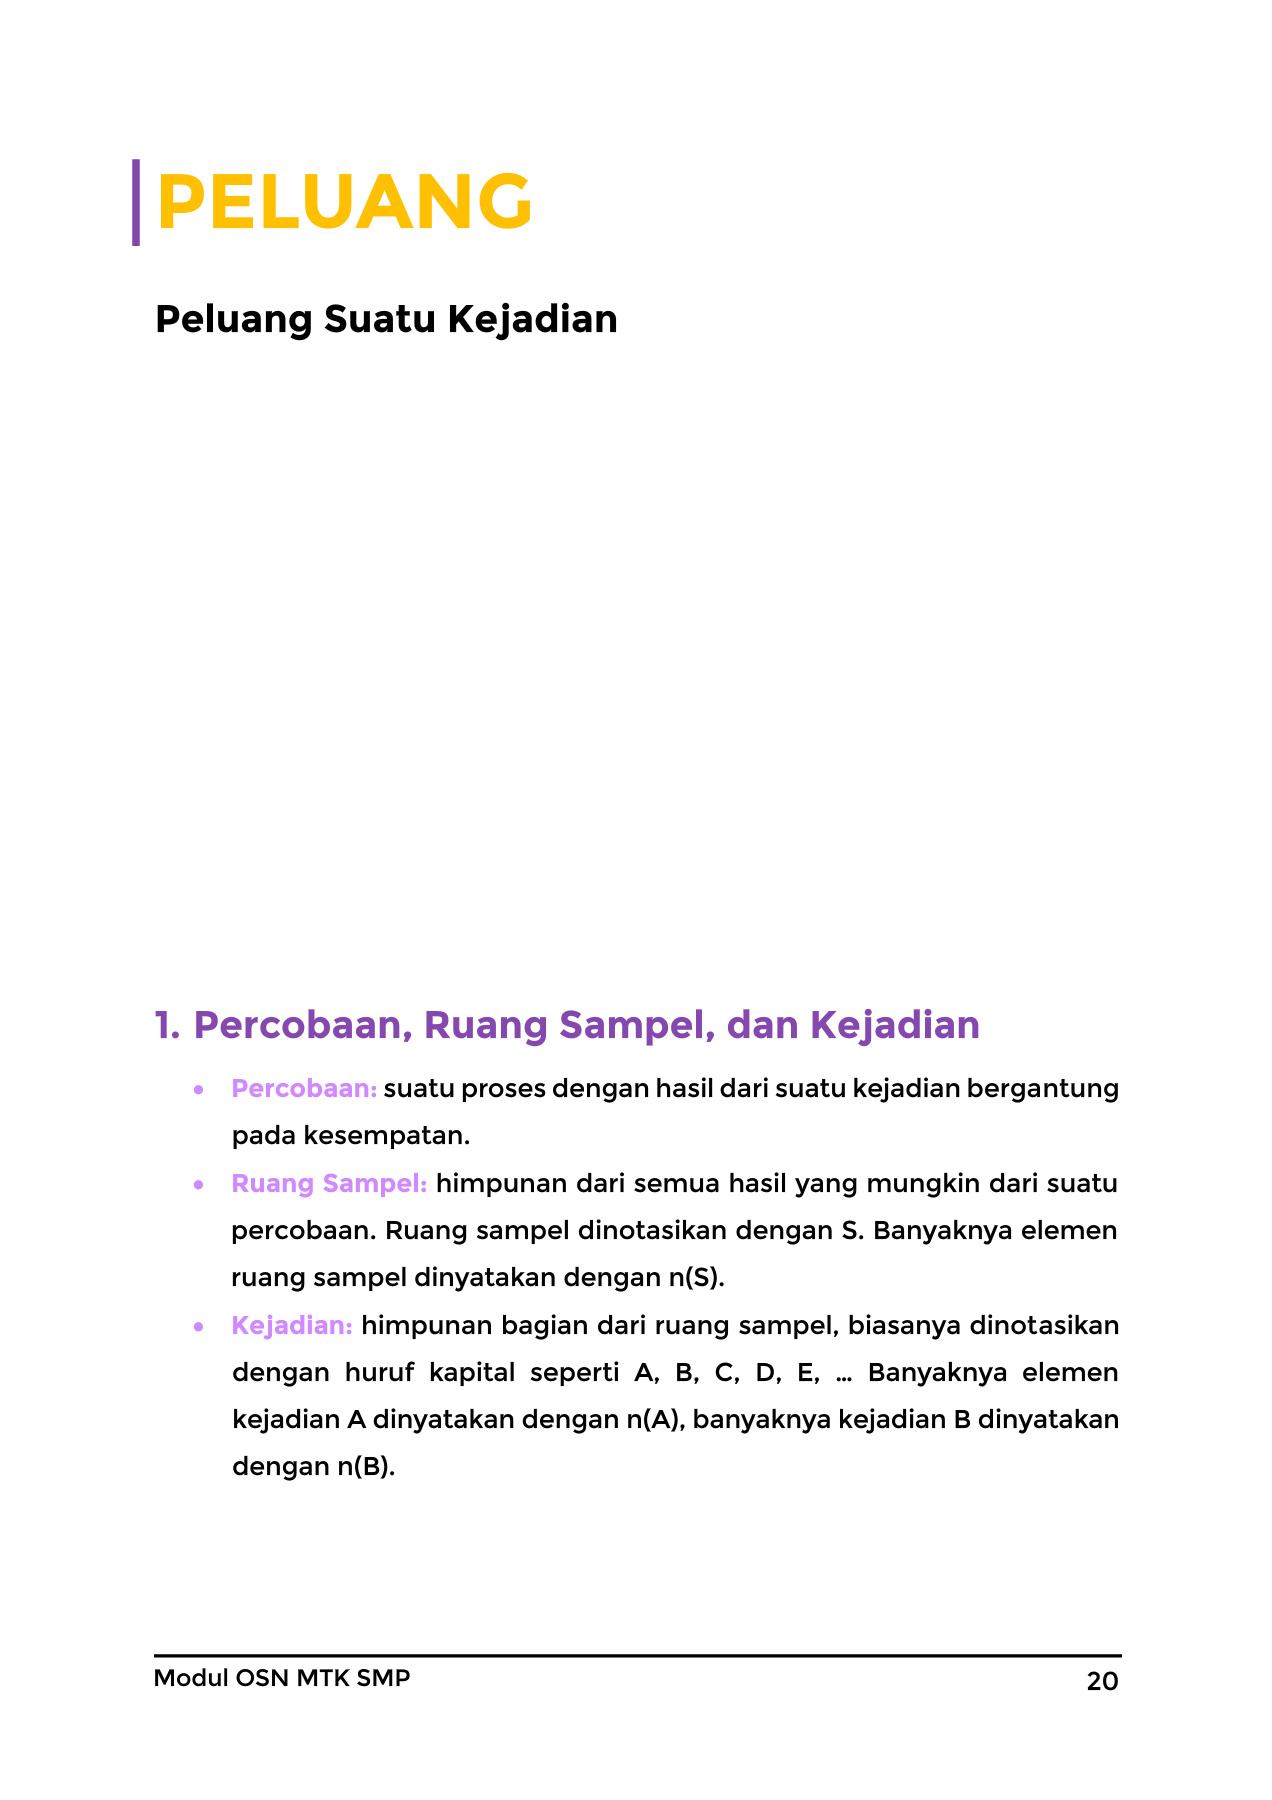 PELUANG
Peluang Suatu Kejadian
1. Percobaan, Ruang Sampel, dan Kejadian
• Percobaan: suatu proses dengan hasil dari suatu kejadian bergantung
pada kesempatan.
• Ruang Sampel: himpunan dari semua hasil yang mungkin dari suatu
percobaan. Ruang sampel dinotasikan dengan S. Banyaknya elemen
ruang sampel dinyatakan dengan n(S).
• Kejadian: himpunan bagian dari ruang sampel, biasanya dinotasikan
dengan huruf kapital seperti A, B, C, D, E, … Banyaknya elemen
kejadian A dinyatakan dengan n(A), banyaknya kejadian B dinyatakan
dengan n(B).
Modul OSN MTK SMP
20